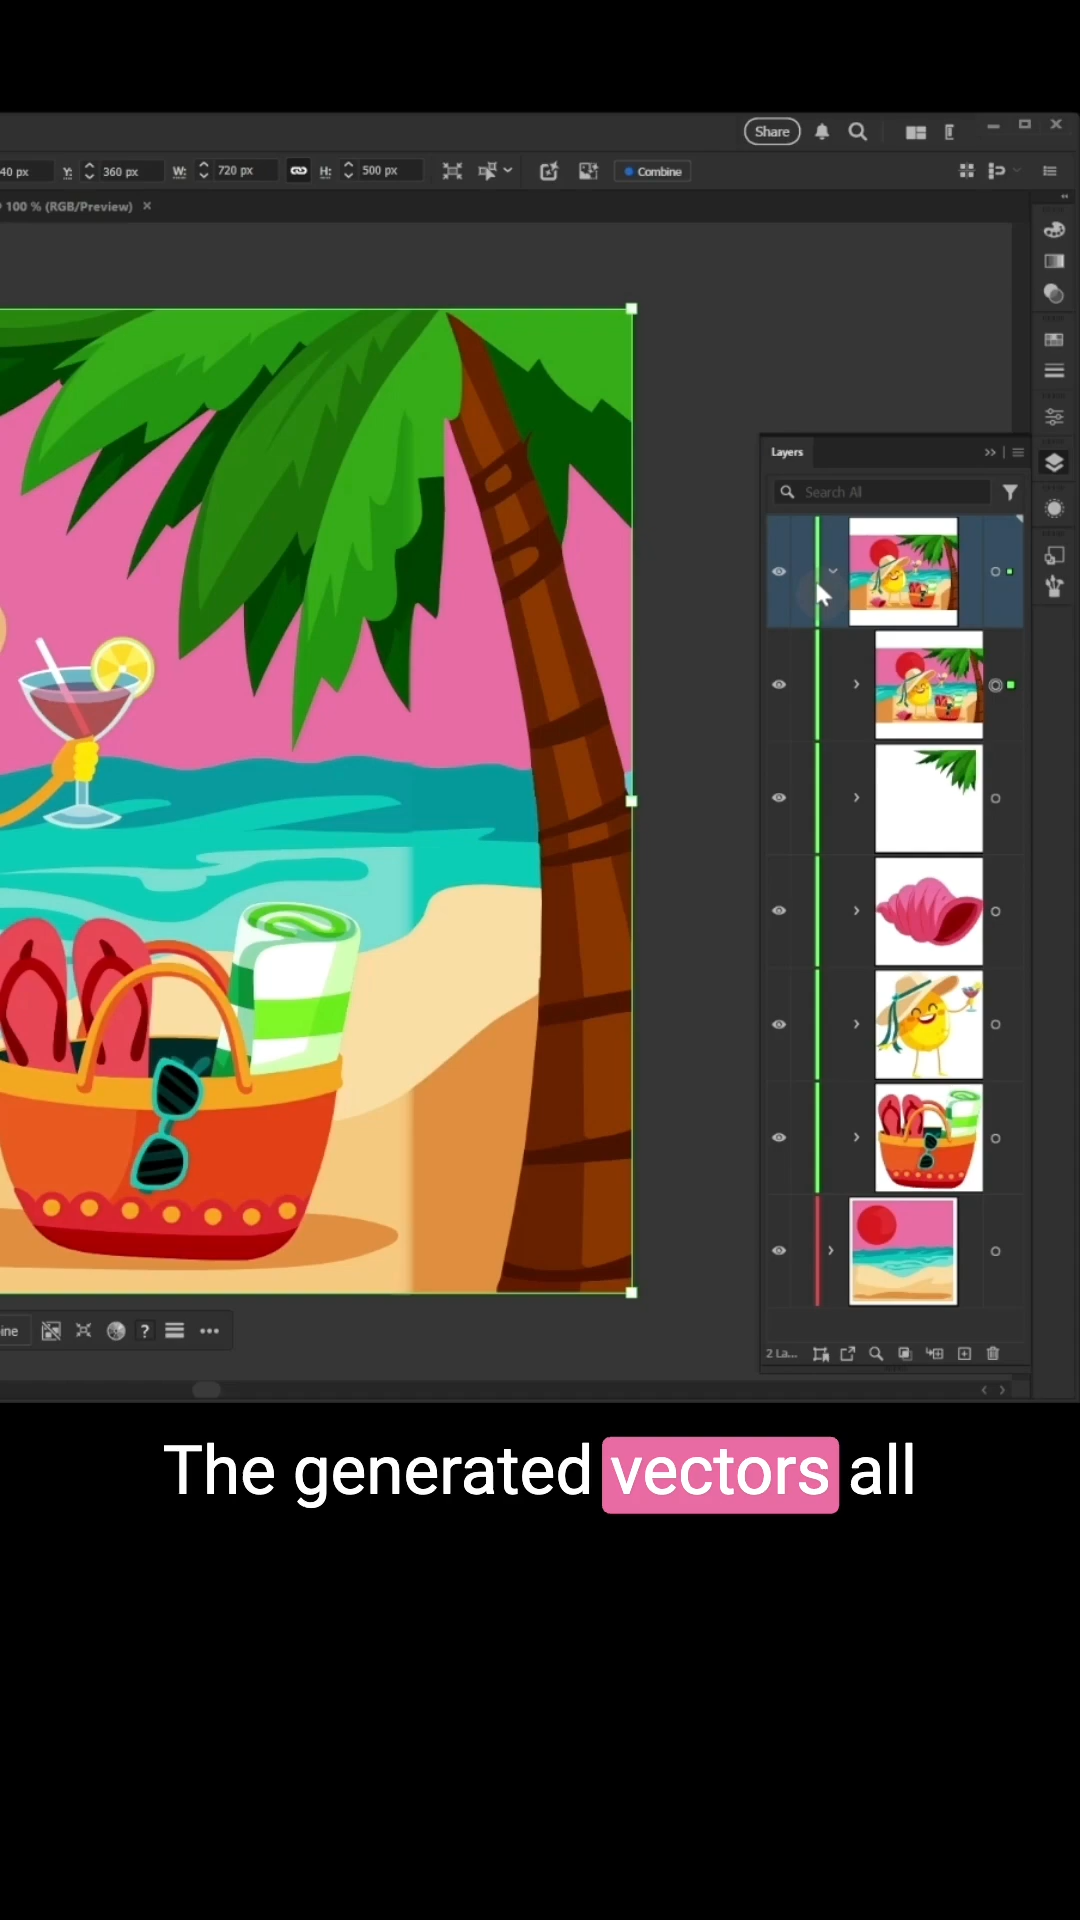 Share
40 px Y: 360 px W: 720 px H: 500 px Combine
100 % (RGB/Preview) ×
Layers
Search All
ine ?
2 La...
The generated vectors all